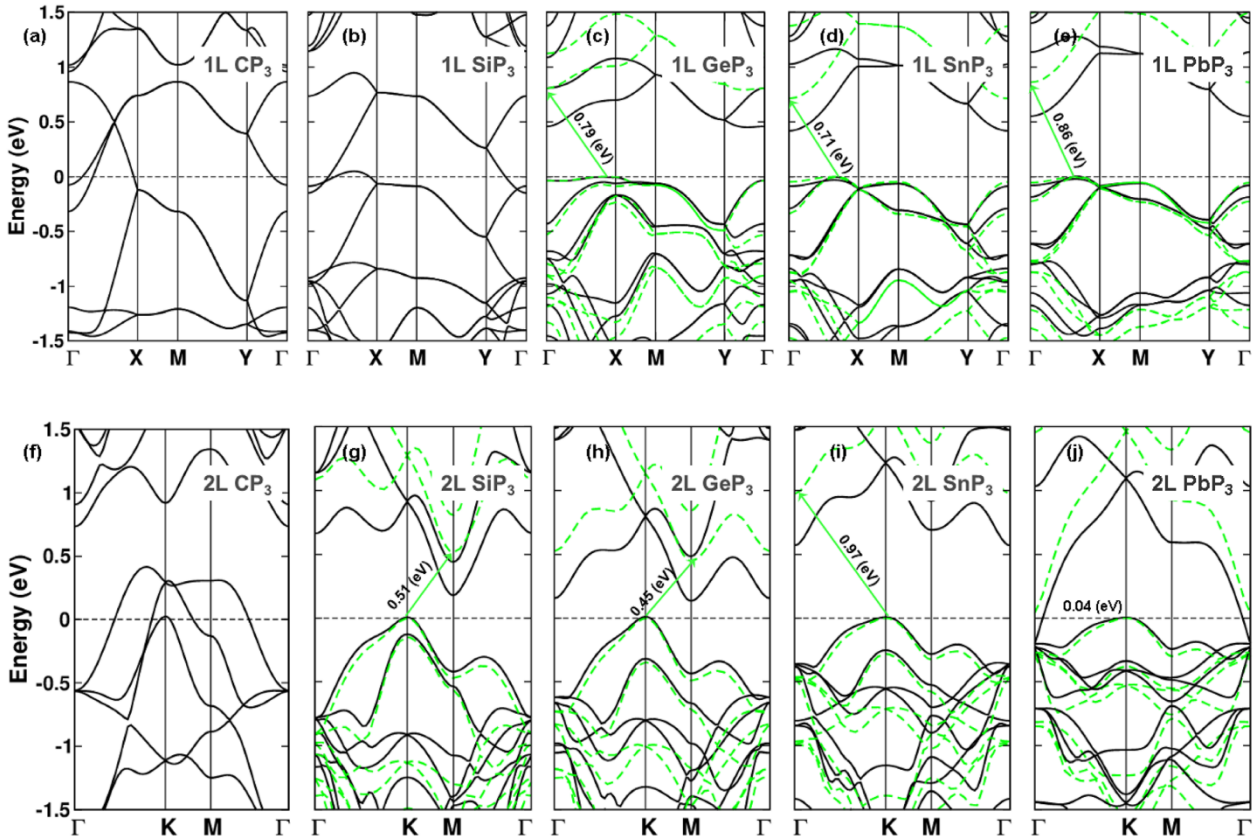 (a)
1L CP3
(b)
1L SiP3
(c)
1L GeP3
(d)
1L SnP3
(e)
1L PbP3
Energy (eV)
1.5
1
0.5
0
-0.5
-1
-1.5
0.79 (eV)
0.71 (eV)
0.86 (eV)
Γ X M Y Γ
Γ X M Y Γ
Γ X M Y Γ
Γ X M Y Γ
Γ X M Y Γ
(f)
2L CP3
(g)
2L SiP3
(h)
2L GeP3
(i)
2L SnP3
(j)
2L PbP3
Energy (eV)
1.5
1
0.5
0
-0.5
-1
-1.5
0.51 (eV)
0.45 (eV)
0.97 (eV)
0.04 (eV)
Γ K M Γ
Γ K M Γ
Γ K M Γ
Γ K M Γ
Γ K M Γ